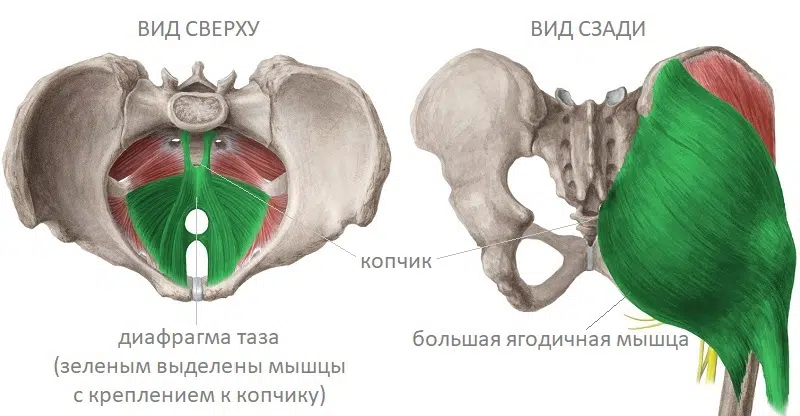 ВИД СВЕРХУ
ВИД СЗАДИ
копчик
диафрагма таза
(зеленым выделены мышцы
с креплением к копчику)
большая ягодичная мышца